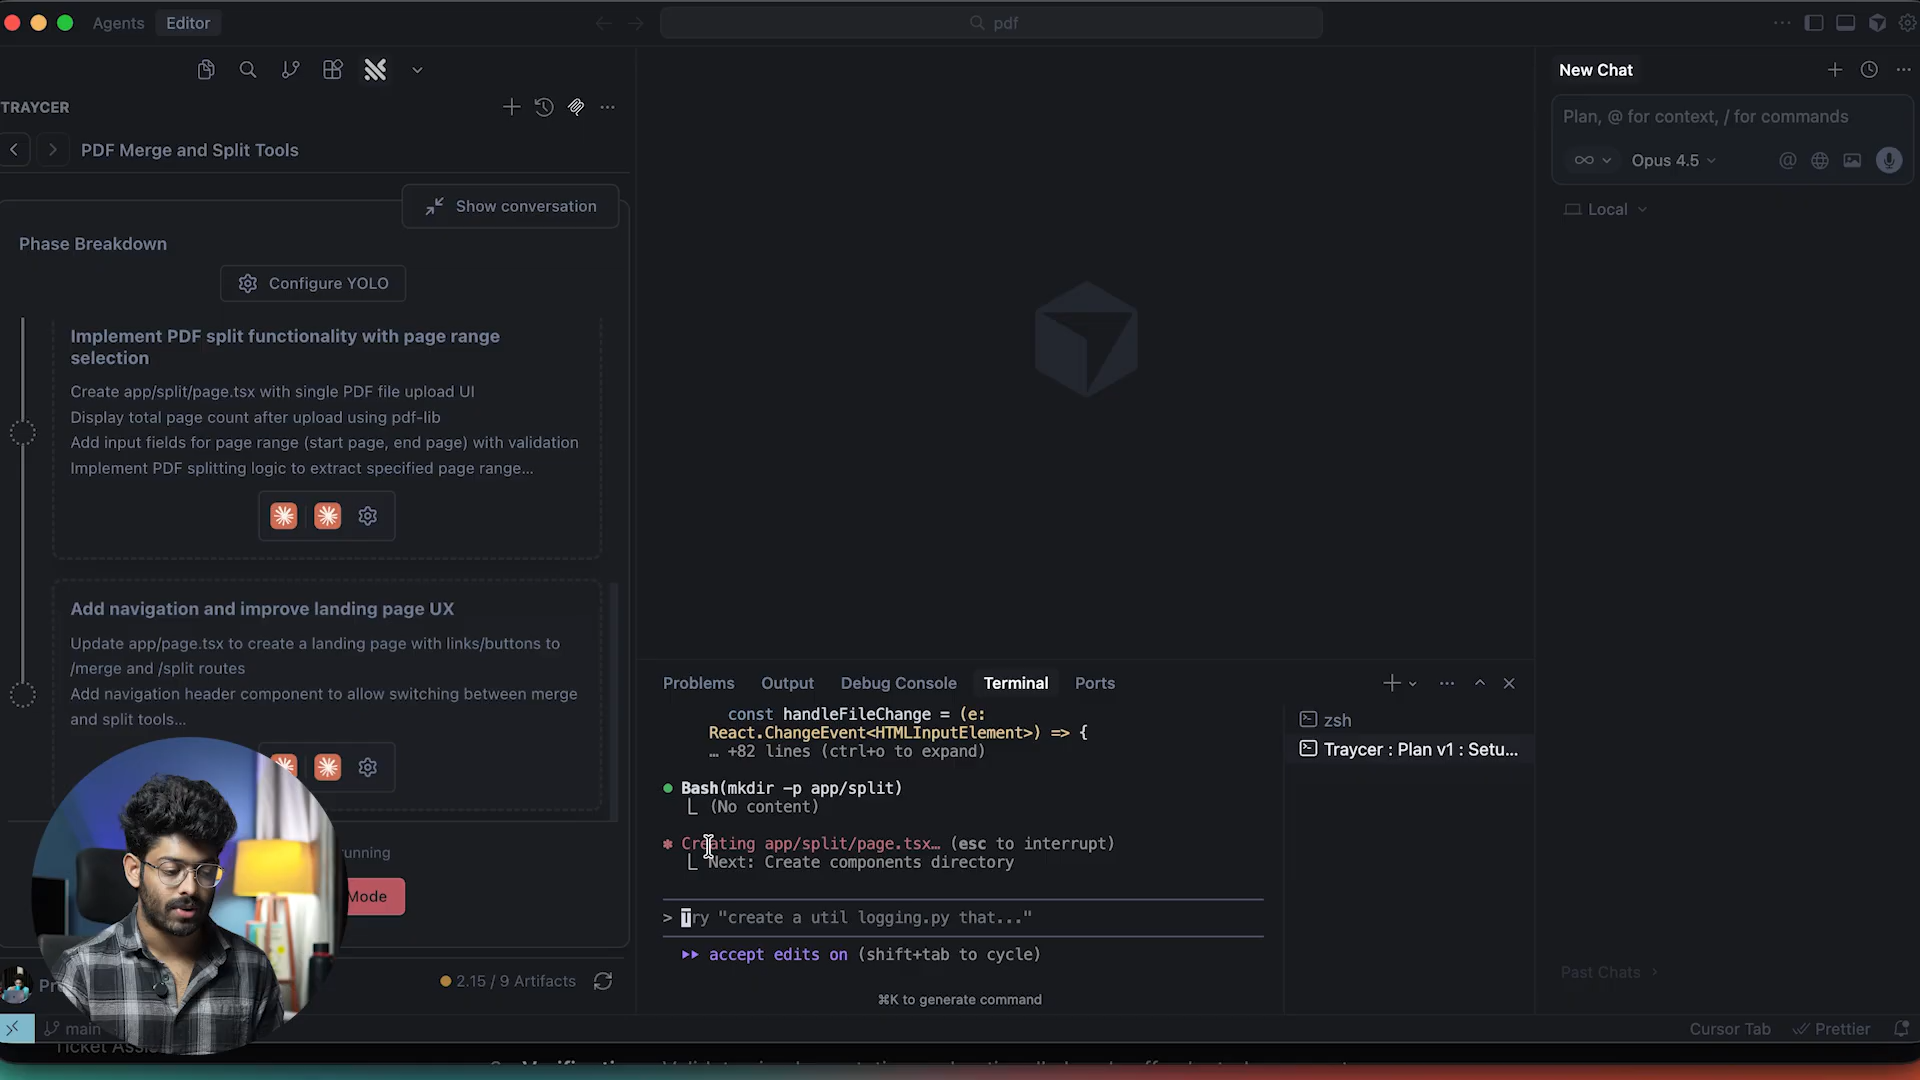 Agents
Editor
pdf
TRAYCER
PDF Merge and Split Tools
Show conversation
Phase Breakdown
Configure YOLO
Implement PDF split functionality with page range
selection
Create app/split/page.tsx with single PDF file upload UI
Display total page count after upload using pdf-lib
Add input fields for page range (start page, end page) with validation
Implement PDF splitting logic to extract specified page range...
Add navigation and improve landing page UX
Update app/page.tsx to create a landing page with links/buttons to
/merge and /split routes
Add navigation header component to allow switching between merge
and split tools...
Mode
2.15 / 9 Artifacts
main
Problems
Output
Debug Console
Terminal
Ports
const handleFileChange = (e:
React.ChangeEvent<HTMLInputElement>) => {
… +82 lines (ctrl+o to expand)
Bash(mkdir -p app/split)
(No content)
Creating app/split/page.tsx… (esc to interrupt)
Next: Create components directory
> Try "create a util logging.py that..."
accept edits on (shift+tab to cycle)
⌘K to generate command
zsh
Traycer : Plan v1 : Setu...
New Chat
Plan, @ for context, / for commands
Opus 4.5
Local
Past Chats
Cursor Tab
Prettier